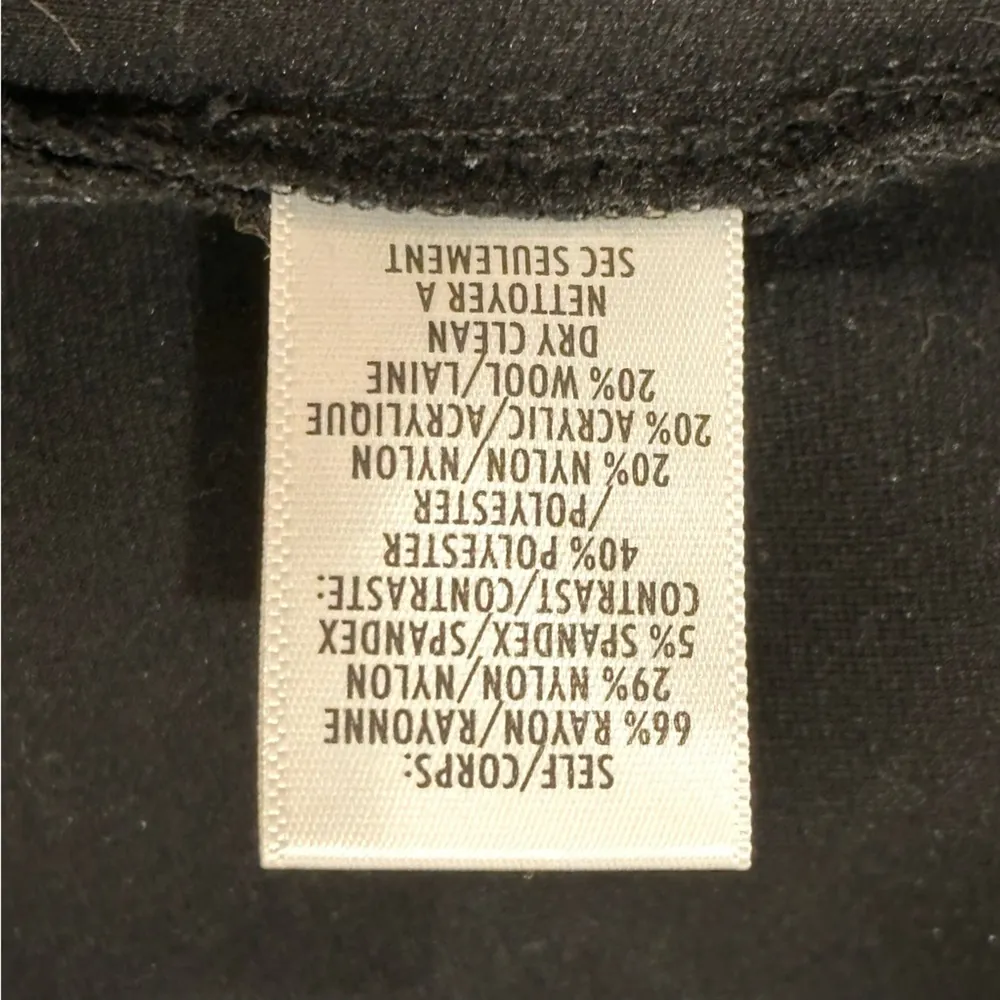 SELF/CORPS:
66% RAYON/RAYONNE
29% NYLON/NYLON
5% SPANDEX/SPANDEX
CONTRAST/CONTRASTE:
40% POLYESTER
/POLYESTER
20% NYLON/NYLON
20% ACRYLIC/ACRYLIQUE
20% WOOL/LAINE
DRY CLEAN
NETTOYER A
SEC SEULEMENT